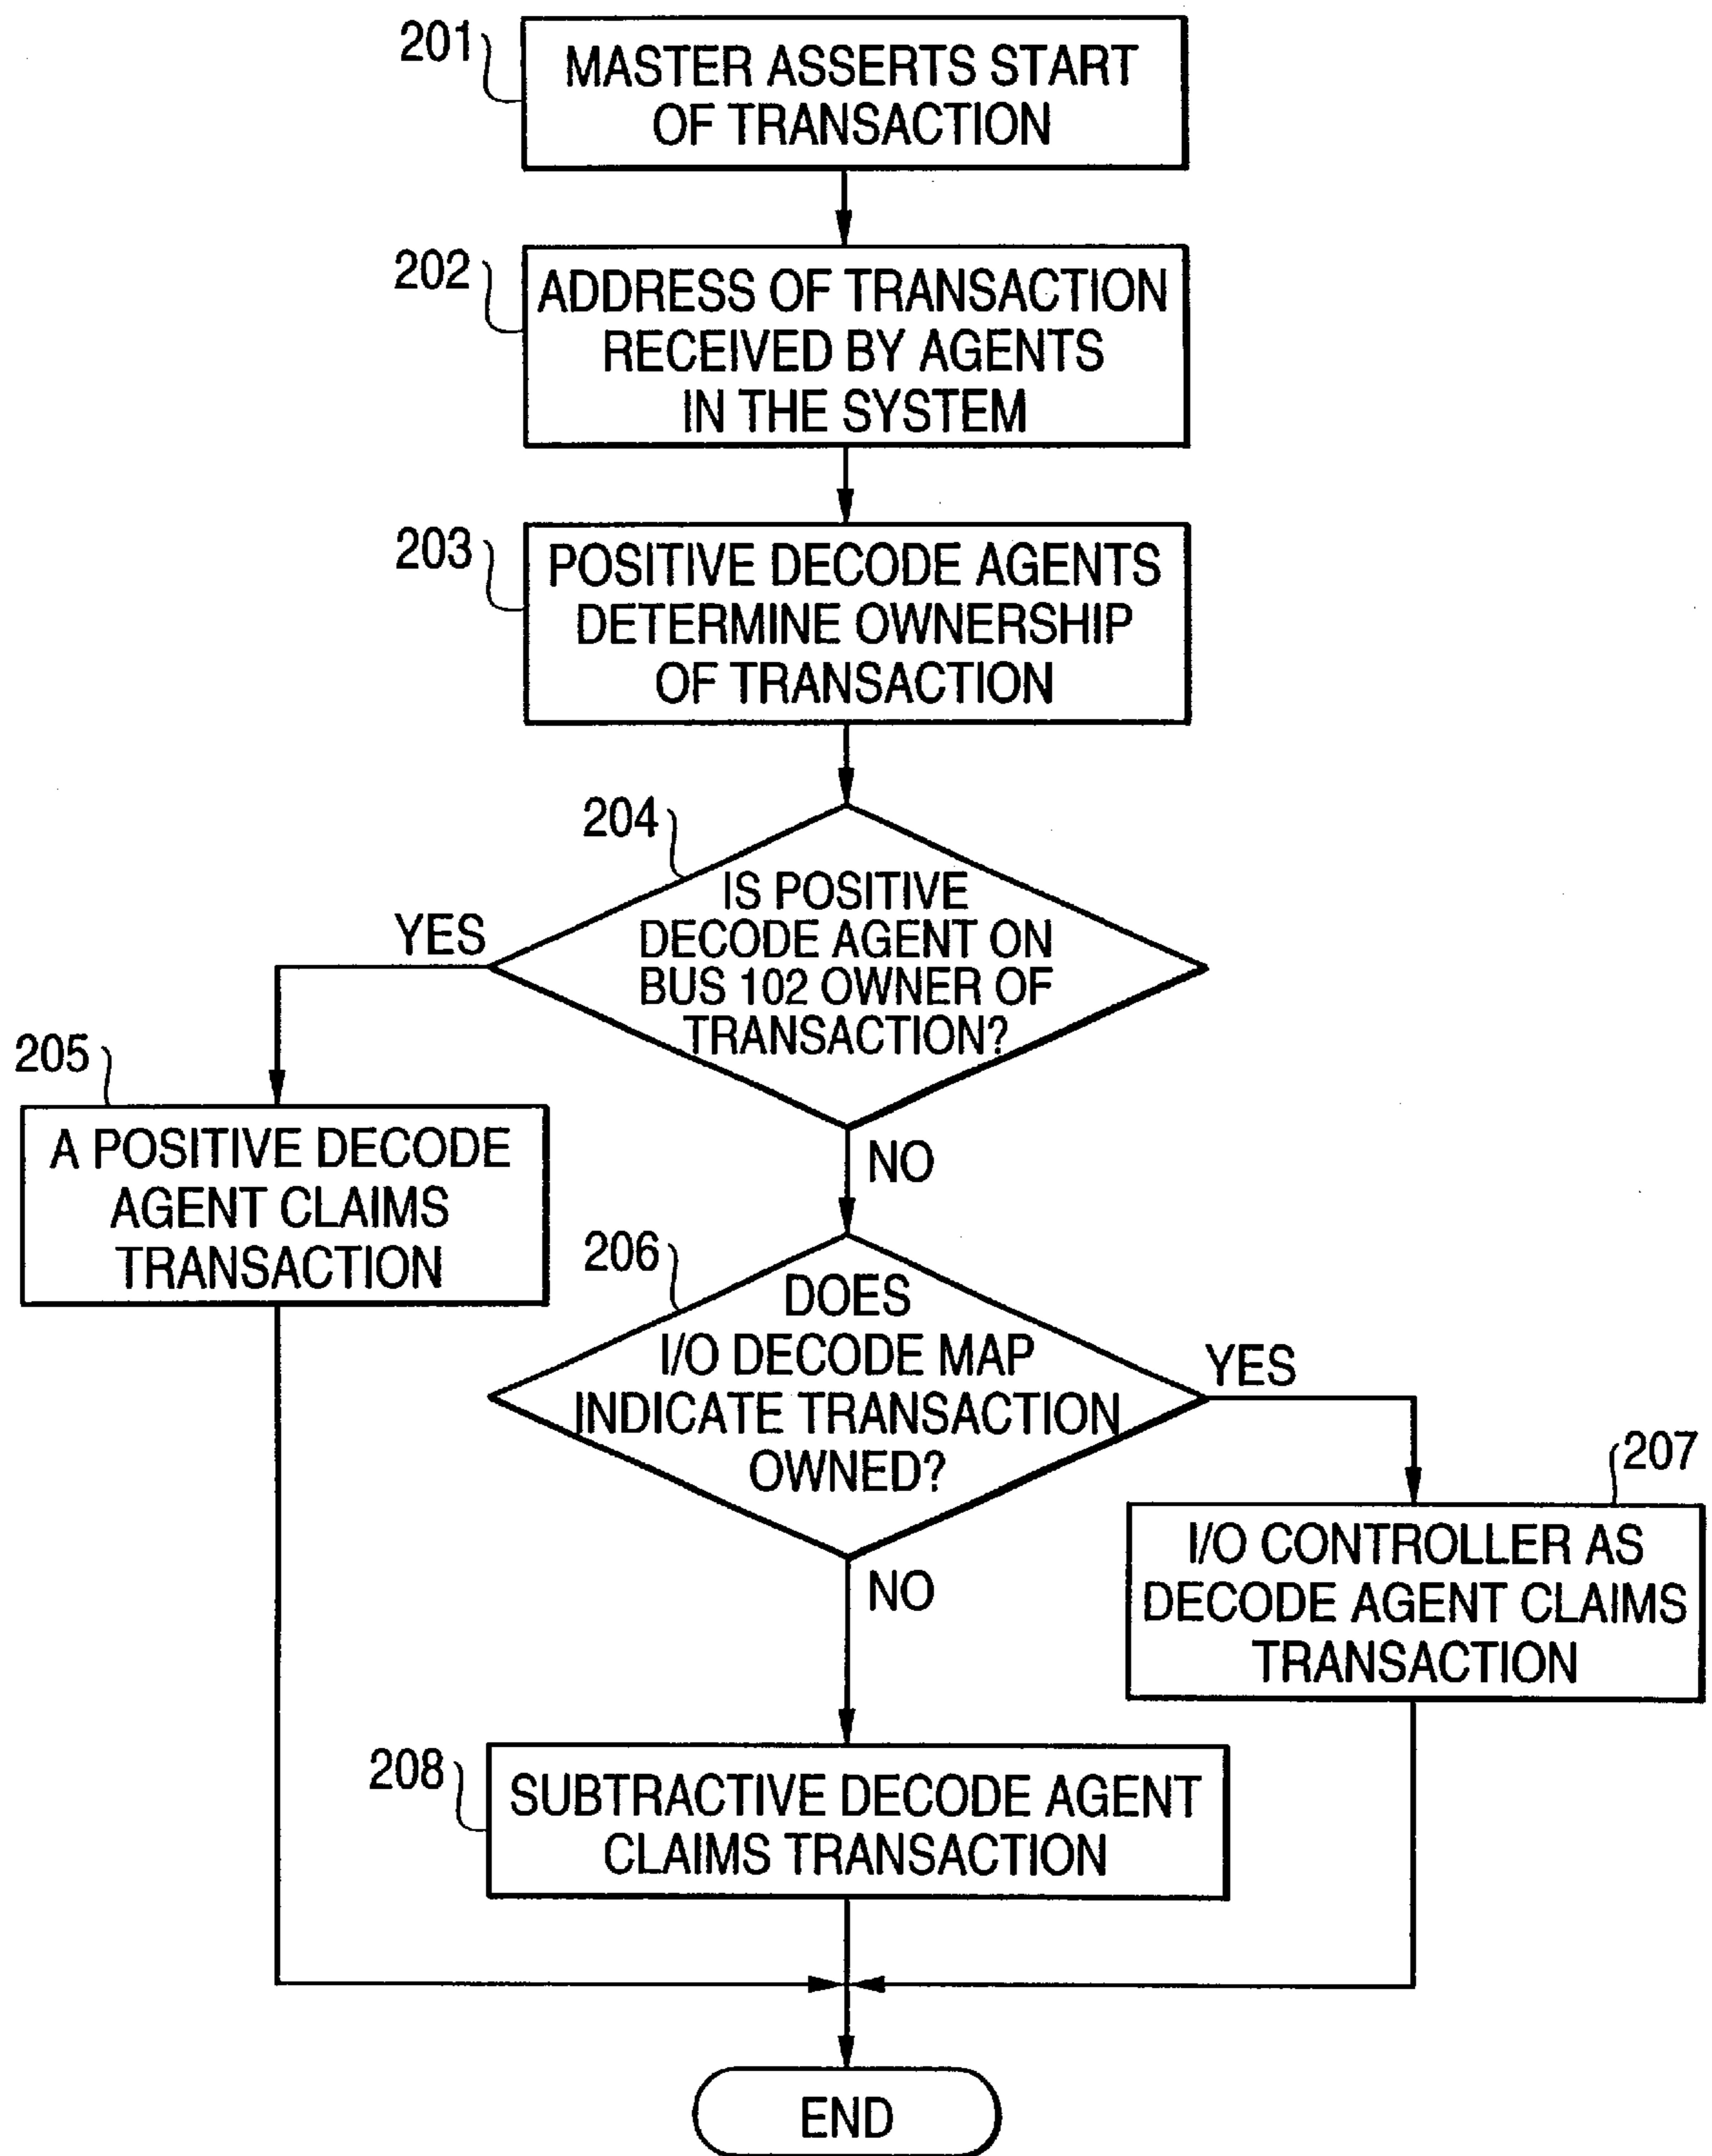 201
MASTER ASSERTS START
OF TRANSACTION
202
ADDRESS OF TRANSACTION
RECEIVED BY AGENTS
IN THE SYSTEM
203
POSITIVE DECODE AGENTS
DETERMINE OWNERSHIP
OF TRANSACTION
204
IS POSITIVE
DECODE AGENT ON
BUS 102 OWNER OF
TRANSACTION?
YES
205
A POSITIVE DECODE
AGENT CLAIMS
TRANSACTION
NO
206
DOES
I/O DECODE MAP
INDICATE TRANSACTION
OWNED?
YES
207
I/O CONTROLLER AS
DECODE AGENT CLAIMS
TRANSACTION
NO
208
SUBTRACTIVE DECODE AGENT
CLAIMS TRANSACTION
END